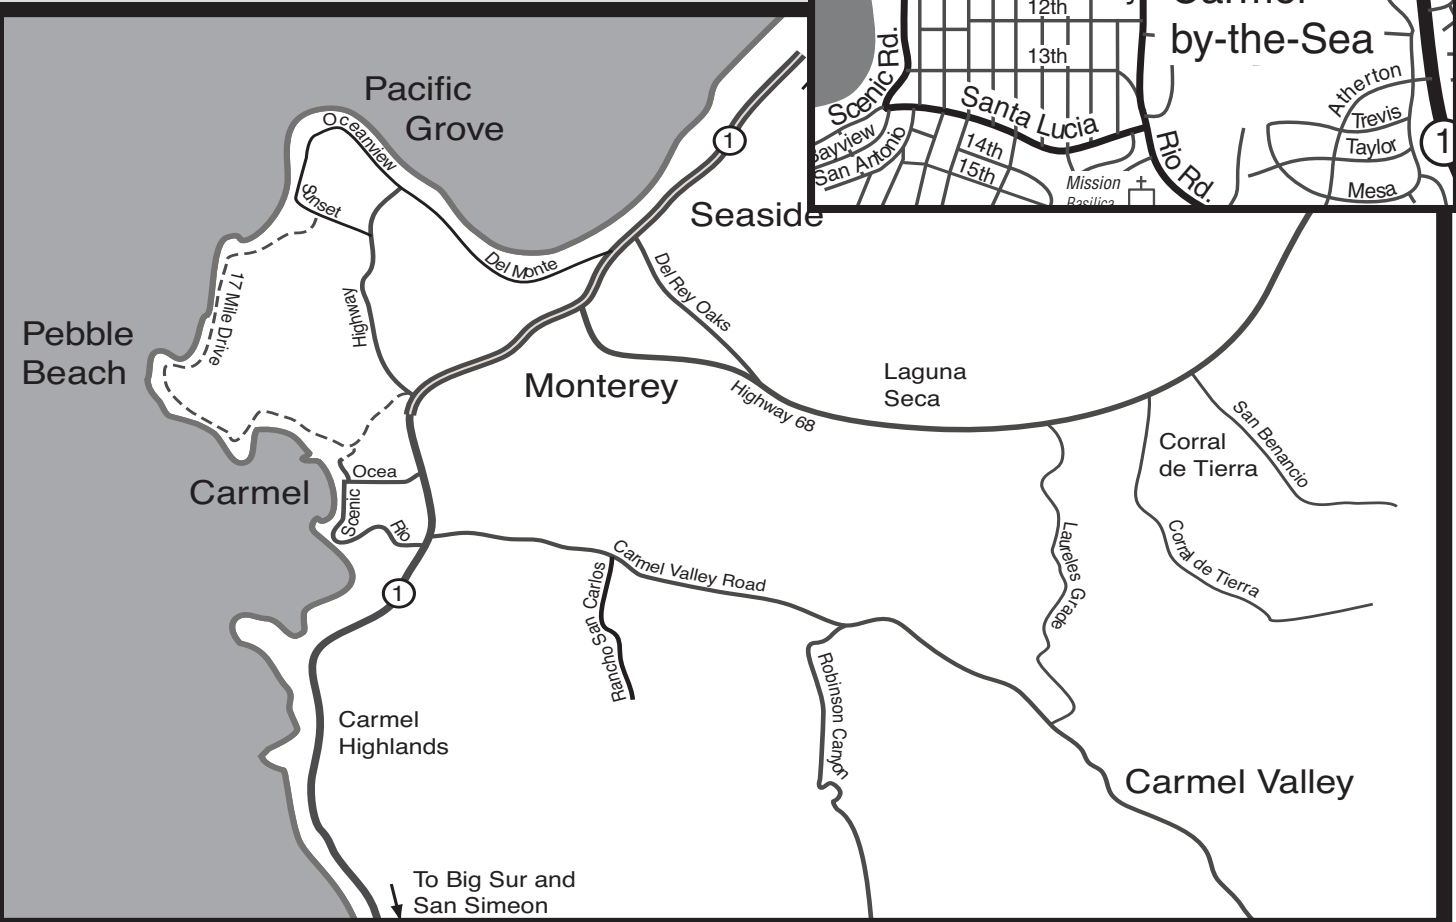 Pacific
Grove
Oceanview
Sunset
17 Mile Drive
Highway
Pebble
Beach
Del Monte
1
Seaside
Del Rey Oaks
Monterey
Highway 68
Laguna
Seca
Corral
de Tierra
San Benancio
Corral de Tierra
Laureles Grade
Carmel
Ocea
Scenic
Rio
1
Carmel Valley Road
Rancho San Carlos
Robinson Canyon
Carmel
Highlands
Carmel Valley
To Big Sur and
San Simeon
12th
by-the-Sea
13th
Scenic Rd.
Santa Lucia
San Antonio
14th
15th
Mission
Basilica
Rio Rd.
Atherton
Trevis
Taylor
Mesa
1